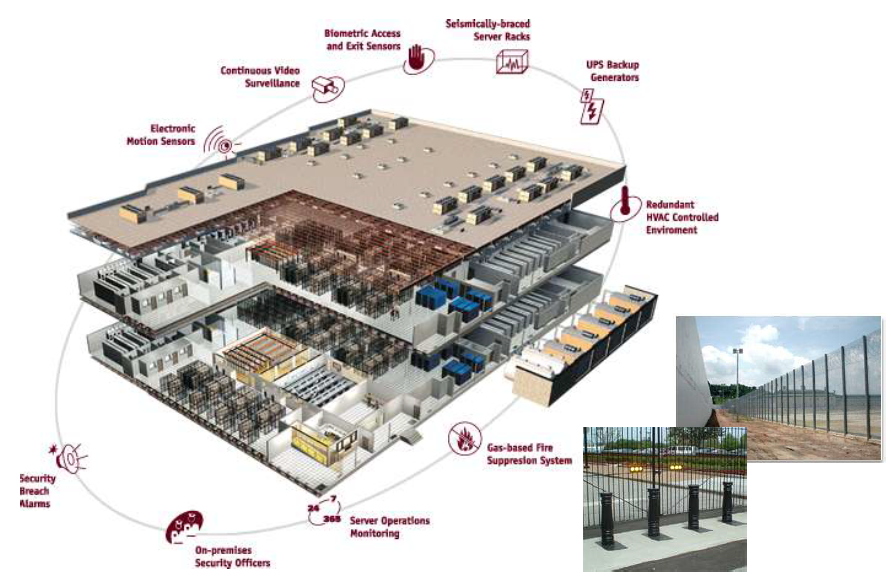 Seismically-braced
Server Racks
Biometric Access
and Exit Sensors
UPS Backup
Generators
Continuous Video
Surveillance
Electronic
Motion Sensors
Redundant
HVAC Controlled
Enviroment
Gas-based Fire
Suppresion System
Security
Breach
Alarms
24
7
365
Server Operations
Monitoring
On-premises
Security Officers